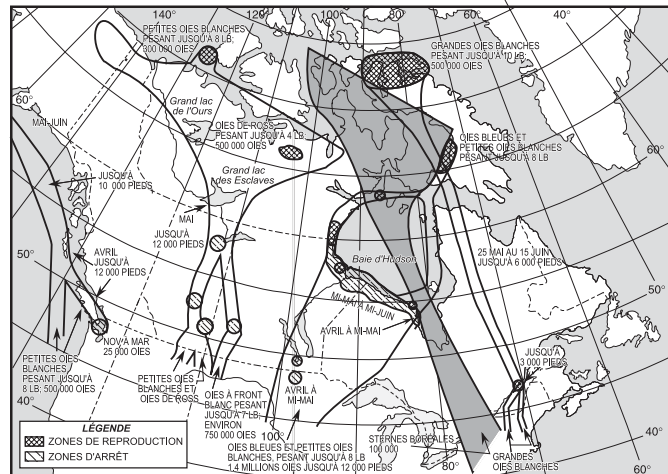 140°
120°
100°
80°
60°
40°
PETITES OIES BLANCHES
PESANT JUSQU'À 8 LB;
300 000 OIES
GRANDES OIES BLANCHES
PESANT JUSQU'À 10 LB;
500 000 OIES
Grand lac
de l'Ours
60°
MAI-JUIN
OIES DE ROSS
PESANT JUSQU'À 4 LB
500 000 OIES
OIES BLEUES ET
PETITES OIES BLANCHES
PESANT JUSQU'À 8 LB
60°
Grand lac
des Esclaves
JUSQU'À
10 000 PIEDS
MAI
JUSQU'À
12 000 PIEDS
50°
AVRIL
JUSQU'À
12 000 PIEDS
Baie d'Hudson
25 MAI AU 15 JUIN
JUSQU'À 6 000 PIEDS
MI-MAI À MI-JUIN
50°
AVRIL À MI-MAI
NOV À MAR
25 000 OIES
JUSQU'À
3 000 PIEDS
PETITES OIES
BLANCHES,
PESANT JUSQU'À
8 LB; 500 000 OIES
PETITES OIES
BLANCHES ET
OIES DE ROSS
OIES À FRONT
BLANC PESANT
JUSQU'À 7 LB;
ENVIRON
750 000 OIES
AVRIL À
MI-MAI
40°
LÉGENDE
ZONES DE REPRODUCTION
ZONES D'ARRÊT
100°
OIES BLEUES ET PETITES OIES
BLANCHES, PESANT JUSQU'À 8 LB
1,4 MILLIONS OIES JUSQU'À 12 000 PIEDS
STERNES BORÉALES
100 000
80°
GRANDES
OIES BLANCHES
40°
60°